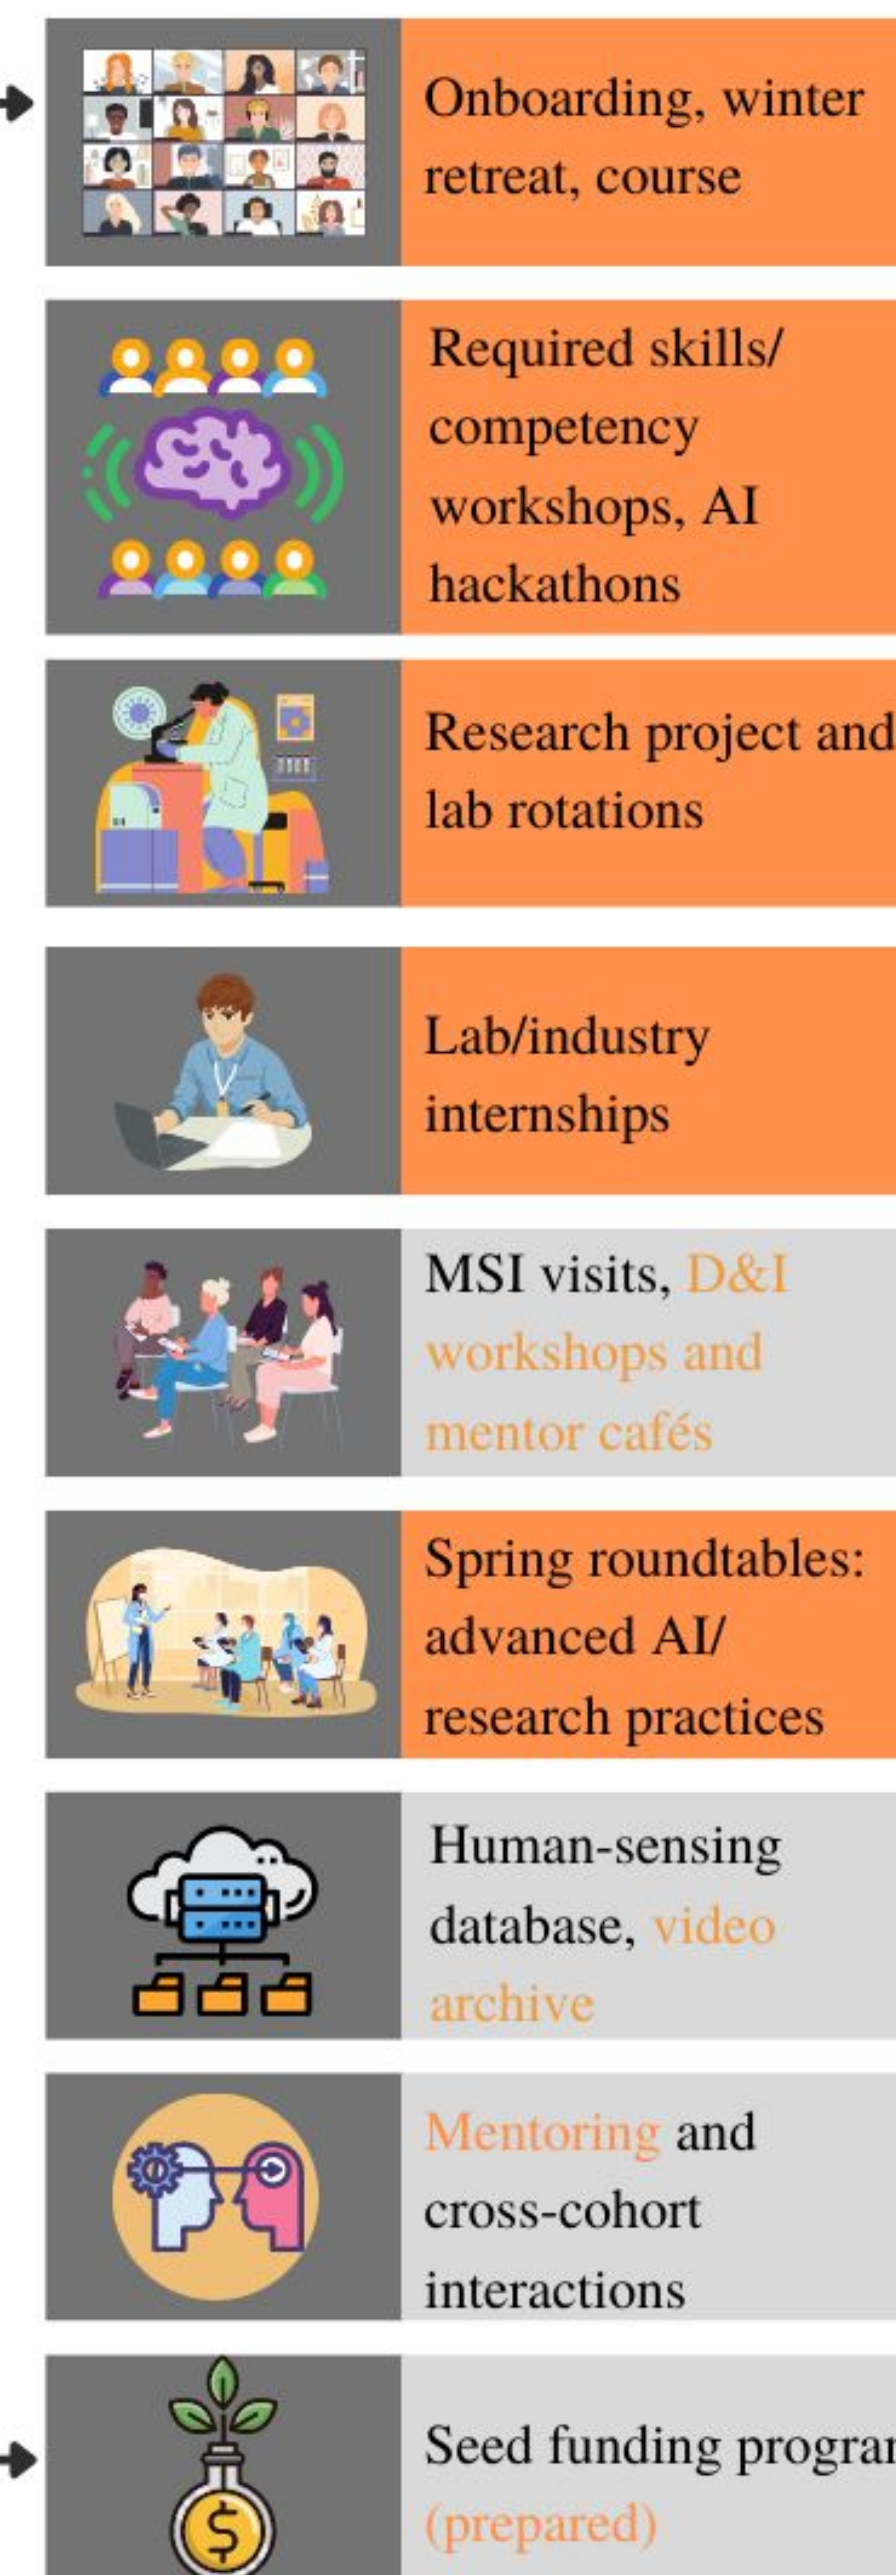 Onboarding, winter
retreat, course
Required skills/
competency
workshops, AI
hackathons
Research project and
lab rotations
Lab/industry
internships
MSI visits, D&I
workshops and
mentor cafés
Spring roundtables:
advanced AI/
research practices
Human-sensing
database, video
archive
Mentoring and
cross-cohort
interactions
Seed funding
(prepared)